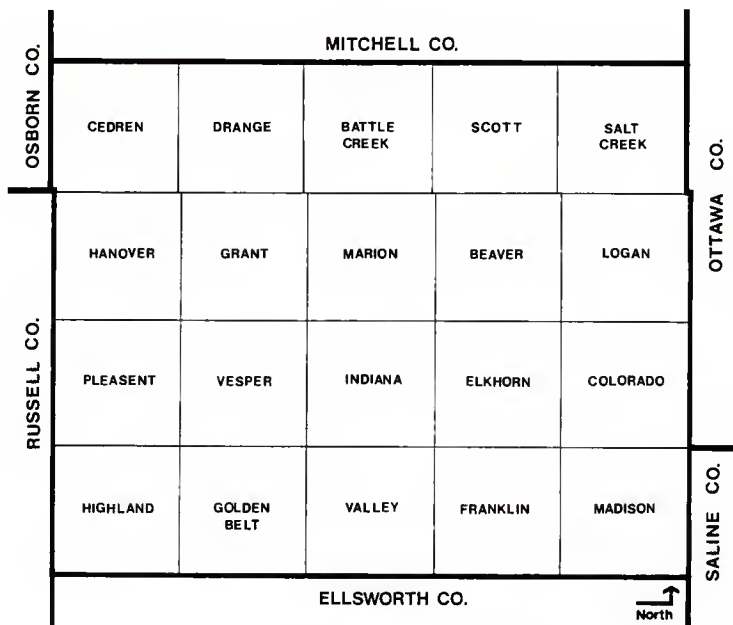 MITCHELL CO.
OSBORN CO.
CEDREN
DRANGE
BATTLE
CREEK
SCOTT
SALT
CREEK
OTTAWA CO.
HANOVER
GRANT
MARION
BEAVER
LOGAN
RUSSELL CO.
PLEASENT
VESPER
INDIANA
ELKHORN
COLORADO
HIGHLAND
GOLDEN
BELT
VALLEY
FRANKLIN
MADISON
SALINE CO.
ELLSWORTH CO.
North